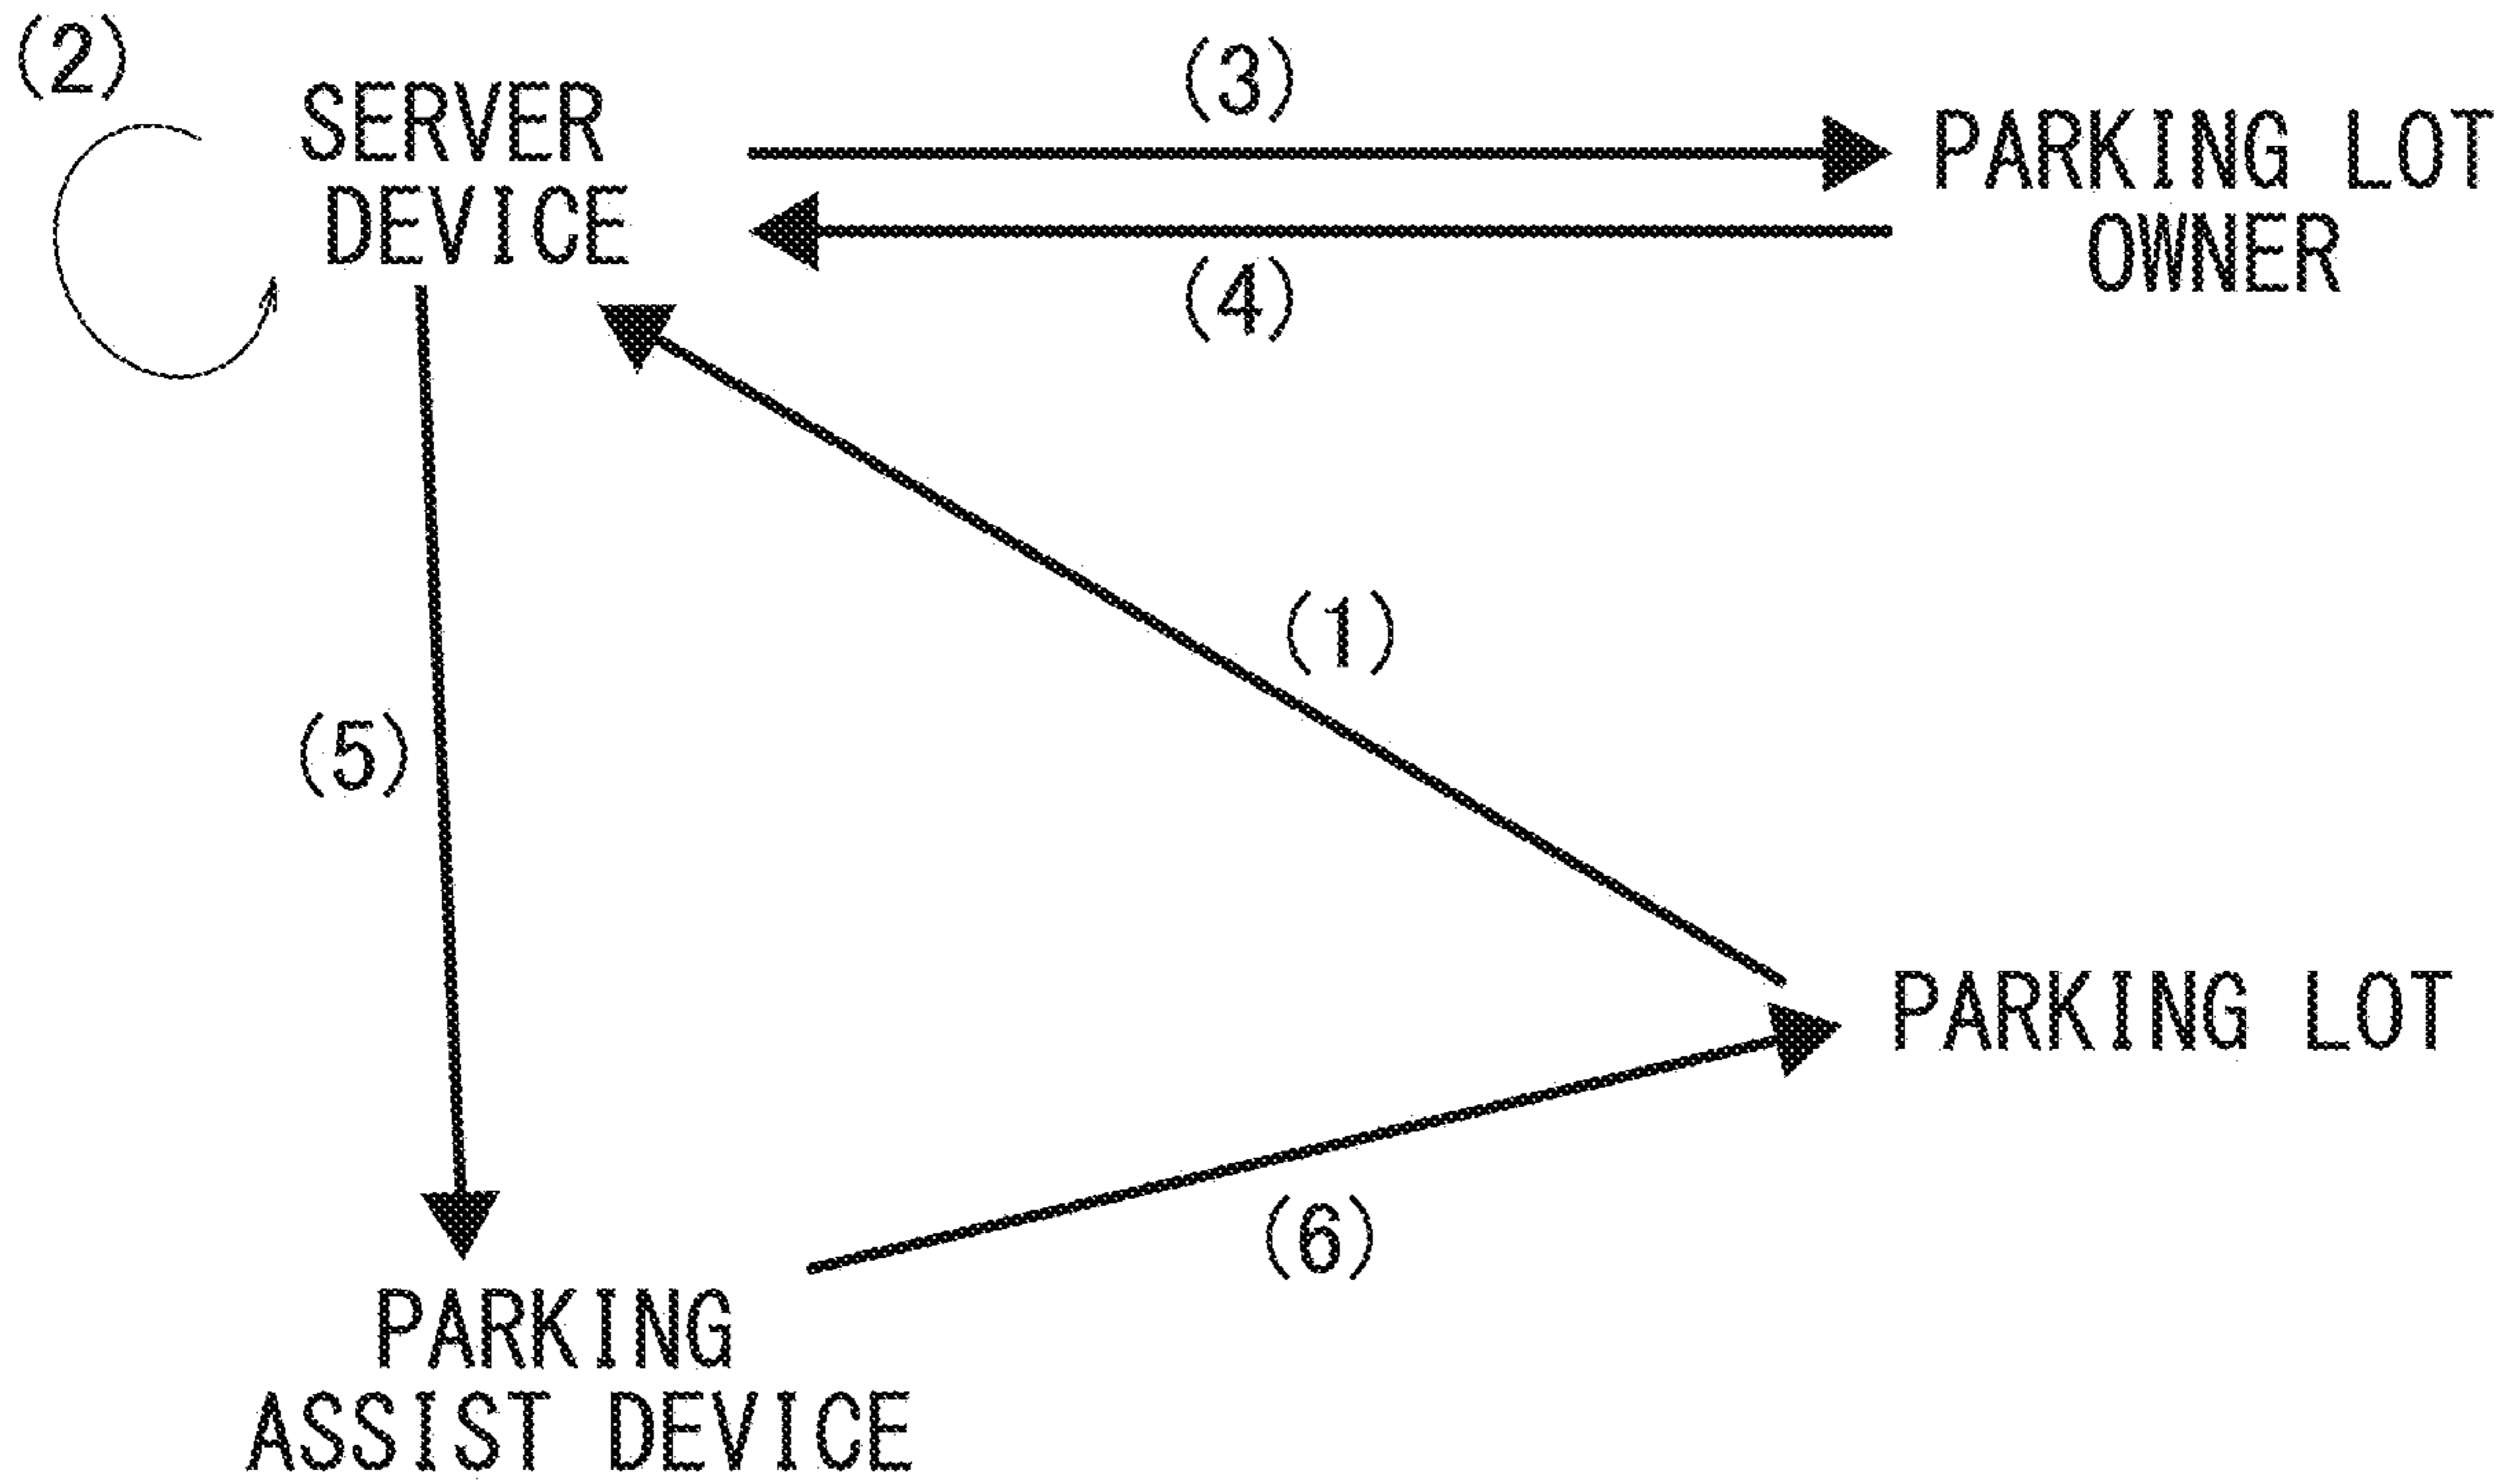 (2)
SERVER
DEVICE
(3)
(4)
PARKING LOT
OWNER
(1)
(5)
PARKING LOT
(6)
PARKING
ASSIST DEVICE